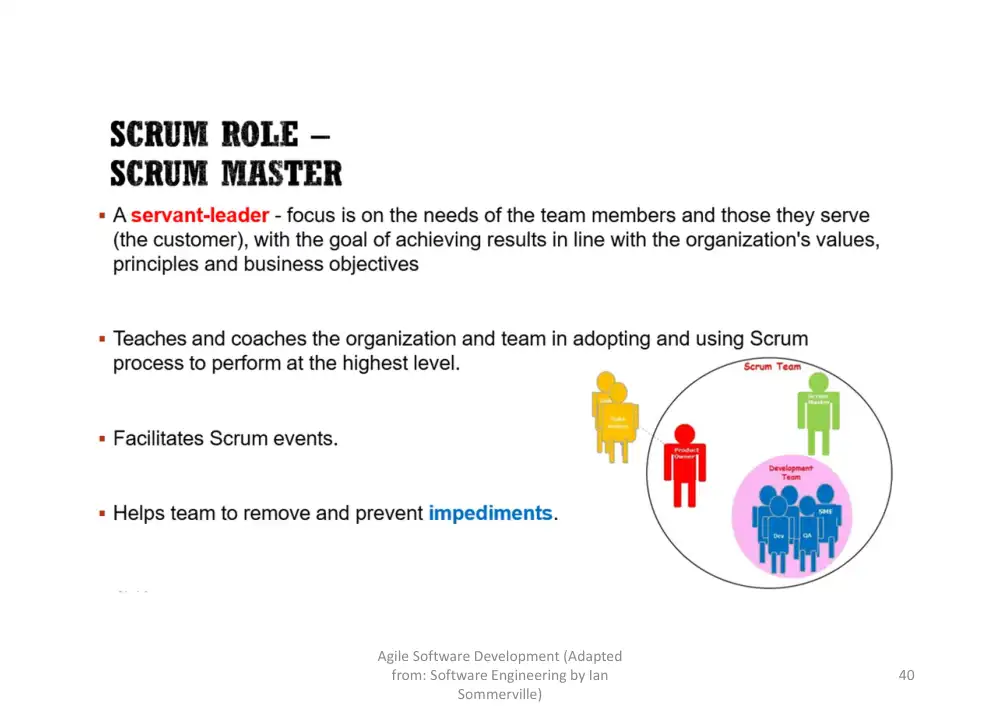 SCRUM ROLE –
SCRUM MASTER
▪ A servant-leader - focus is on the needs of the team members and those they serve
(the customer), with the goal of achieving results in line with the organization's values,
principles and business objectives
▪ Teaches and coaches the organization and team in adopting and using Scrum
process to perform at the highest level.
▪ Facilitates Scrum events.
▪ Helps team to remove and prevent impediments.
Scrum Team
Scrum
Master
Product
Owner
Development
Team
SME
Dev
QA
Agile Software Development (Adapted
from: Software Engineering by Ian
Sommerville)
40